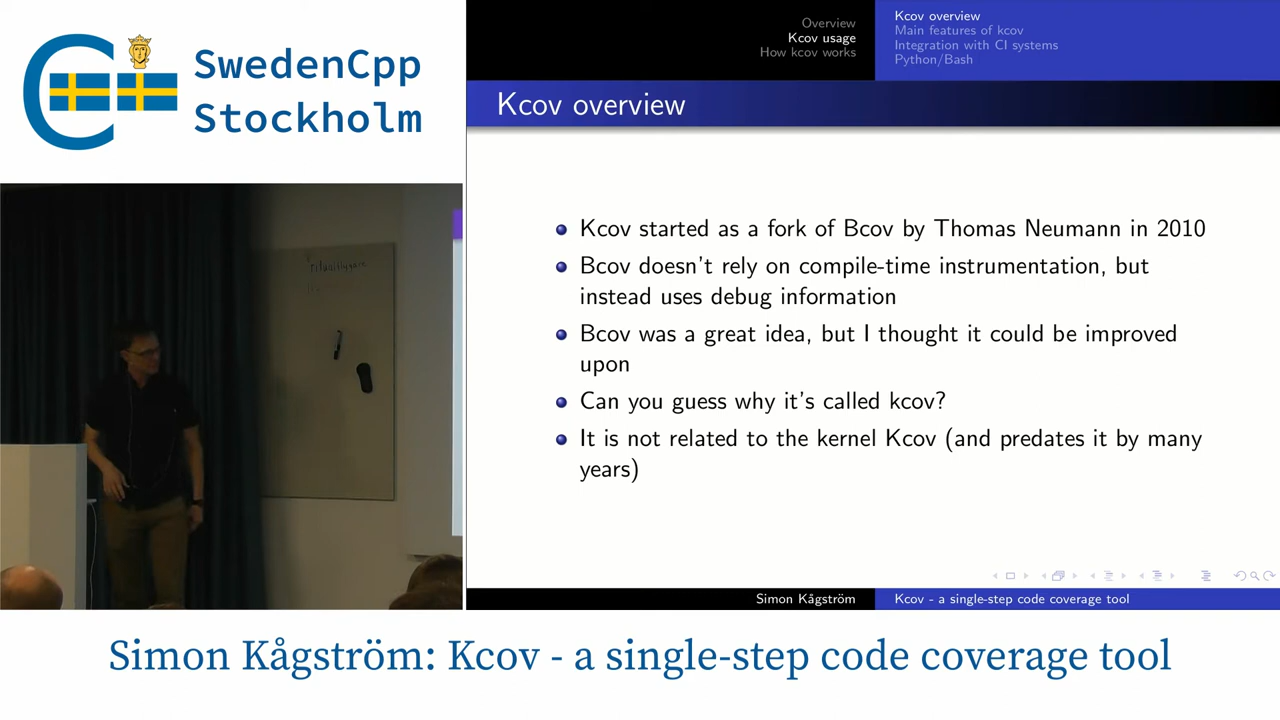 SwedenCpp
Stockholm
Overview
Kcov usage
How kcov works
Kcov overview
Main features of kcov
Integration with CI systems
Python/Bash
Kcov overview
Kcov started as a fork of Bcov by Thomas Neumann in 2010
Bcov doesn't rely on compile-time instrumentation, but
instead uses debug information
Bcov was a great idea, but I thought it could be improved
upon
Can you guess why it's called kcov?
It is not related to the kernel Kcov (and predates it by many
years)
Simon Kågström
Kcov - a single-step code coverage tool
Simon Kågström: Kcov - a single-step code coverage tool